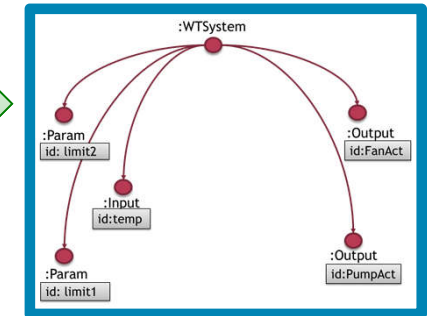 :WTSystem
:Param
id: limit2
:Output
id:FanAct
:Input
id:temp
:Output
id:PumpAct
:Param
id: limit1